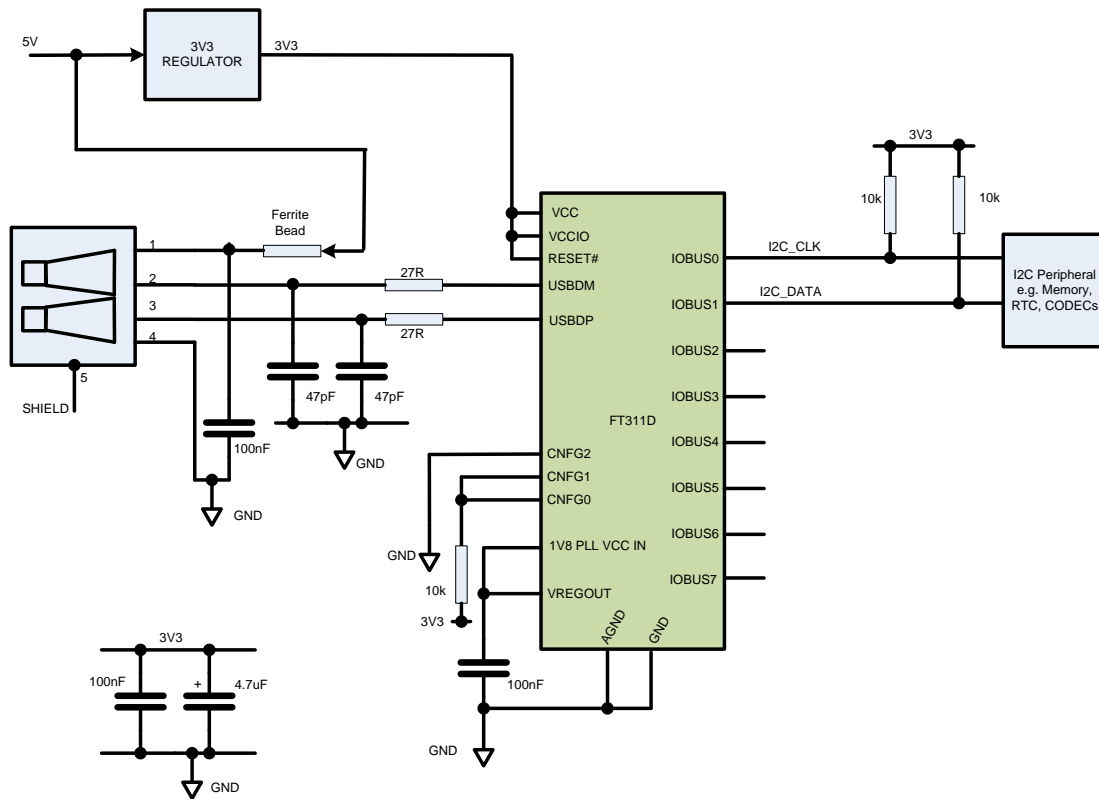 5V
3V3
REGULATOR
3V3
Ferrite
Bead
1
2
3
4
5
SHIELD
27R
27R
47pF
47pF
100nF
GND
GND
VCC
VCCIO
RESET#
USBDM
USBDP
FT311D
CNFG2
CNFG1
CNFG0
1V8 PLL VCC IN
VREGOUT
AGND
GND
IOBUS0
IOBUS1
IOBUS2
IOBUS3
IOBUS4
IOBUS5
IOBUS6
IOBUS7
I2C_CLK
I2C_DATA
3V3
10k
10k
I2C Peripheral
e.g. Memory,
RTC, CODECs
GND
10k
3V3
100nF
GND
3V3
100nF
+
4.7uF
GND